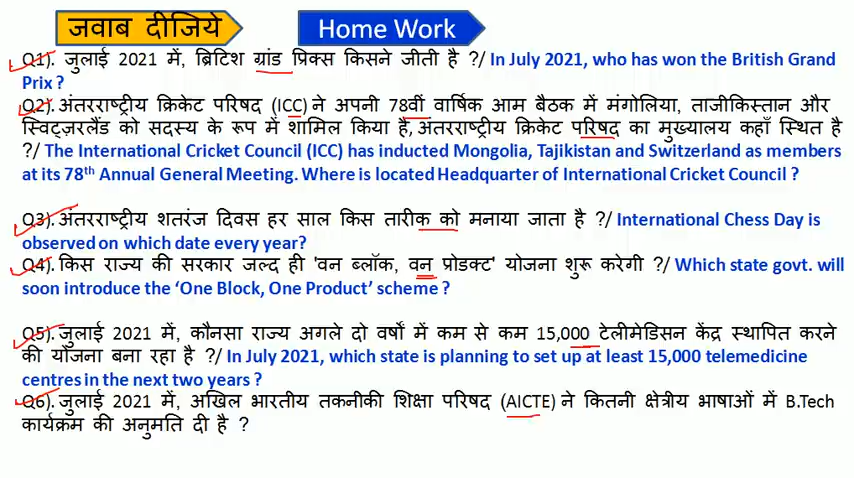 जवाब दीजिये
Home Work
Q1). जुलाई 2021 में, ब्रिटिश ग्रांड प्रिक्स किसने जीती है ?/ In July 2021, who has won the British Grand
Prix ?
Q2). अंतरराष्ट्रीय क्रिकेट परिषद (ICC) ने अपनी 78वीं वार्षिक आम बैठक में मंगोलिया, ताजीकिस्तान और
स्विट्ज़रलैंड को सदस्य के रूप में शामिल किया है, अंतरराष्ट्रीय क्रिकेट परिषद का मुख्यालय कहाँ स्थित है
?/ The International Cricket Council (ICC) has inducted Mongolia, Tajikistan and Switzerland as members
at its 78th Annual General Meeting. Where is located Headquarter of International Cricket Council ?
Q3). अंतरराष्ट्रीय शतरंज दिवस हर साल किस तारीक को मनाया जाता है ?/ International Chess Day is
observed on which date every year?
Q4). किस राज्य की सरकार जल्द ही 'वन ब्लॉक, वन प्रोडक्ट' योजना शुरू करेगी ?/ Which state govt. will
soon introduce the ‘One Block, One Product’ scheme ?
Q5). जुलाई 2021 में, कौनसा राज्य अगले दो वर्षों में कम से कम 15,000 टेलीमेडिसन केंद्र स्थापित करने
की योजना बना रहा है ?/ In July 2021, which state is planning to set up at least 15,000 telemedicine
centres in the next two years ?
Q6). जुलाई 2021 में, अखिल भारतीय तकनीकी शिक्षा परिषद (AICTE) ने कितनी क्षेत्रीय भाषाओं में B.Tech
कार्यक्रम की अनुमति दी है ?